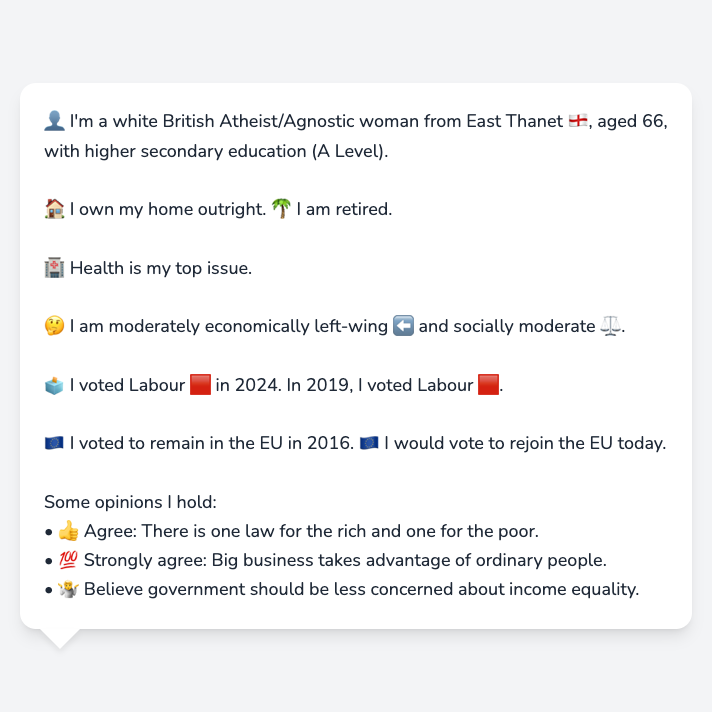 👤 I'm a white British Atheist/Agnostic woman from East Thanet 🏴󠁧󠁢󠁥󠁮󠁧󠁿, aged 66,
with higher secondary education (A Level).
🏠 I own my home outright. 🌴 I am retired.
🏥 Health is my top issue.
🤔 I am moderately economically left-wing ⬅️ and socially moderate ⚖️.
🗳️ I voted Labour 🟥 in 2024. In 2019, I voted Labour 🟥.
🇪🇺 I voted to remain in the EU in 2016. 🇪🇺 I would vote to rejoin the EU today.
Some opinions I hold:
• 👍 Agree: There is one law for the rich and one for the poor.
• 💯 Strongly agree: Big business takes advantage of ordinary people.
• 🤷 Believe government should be less concerned about income equality.